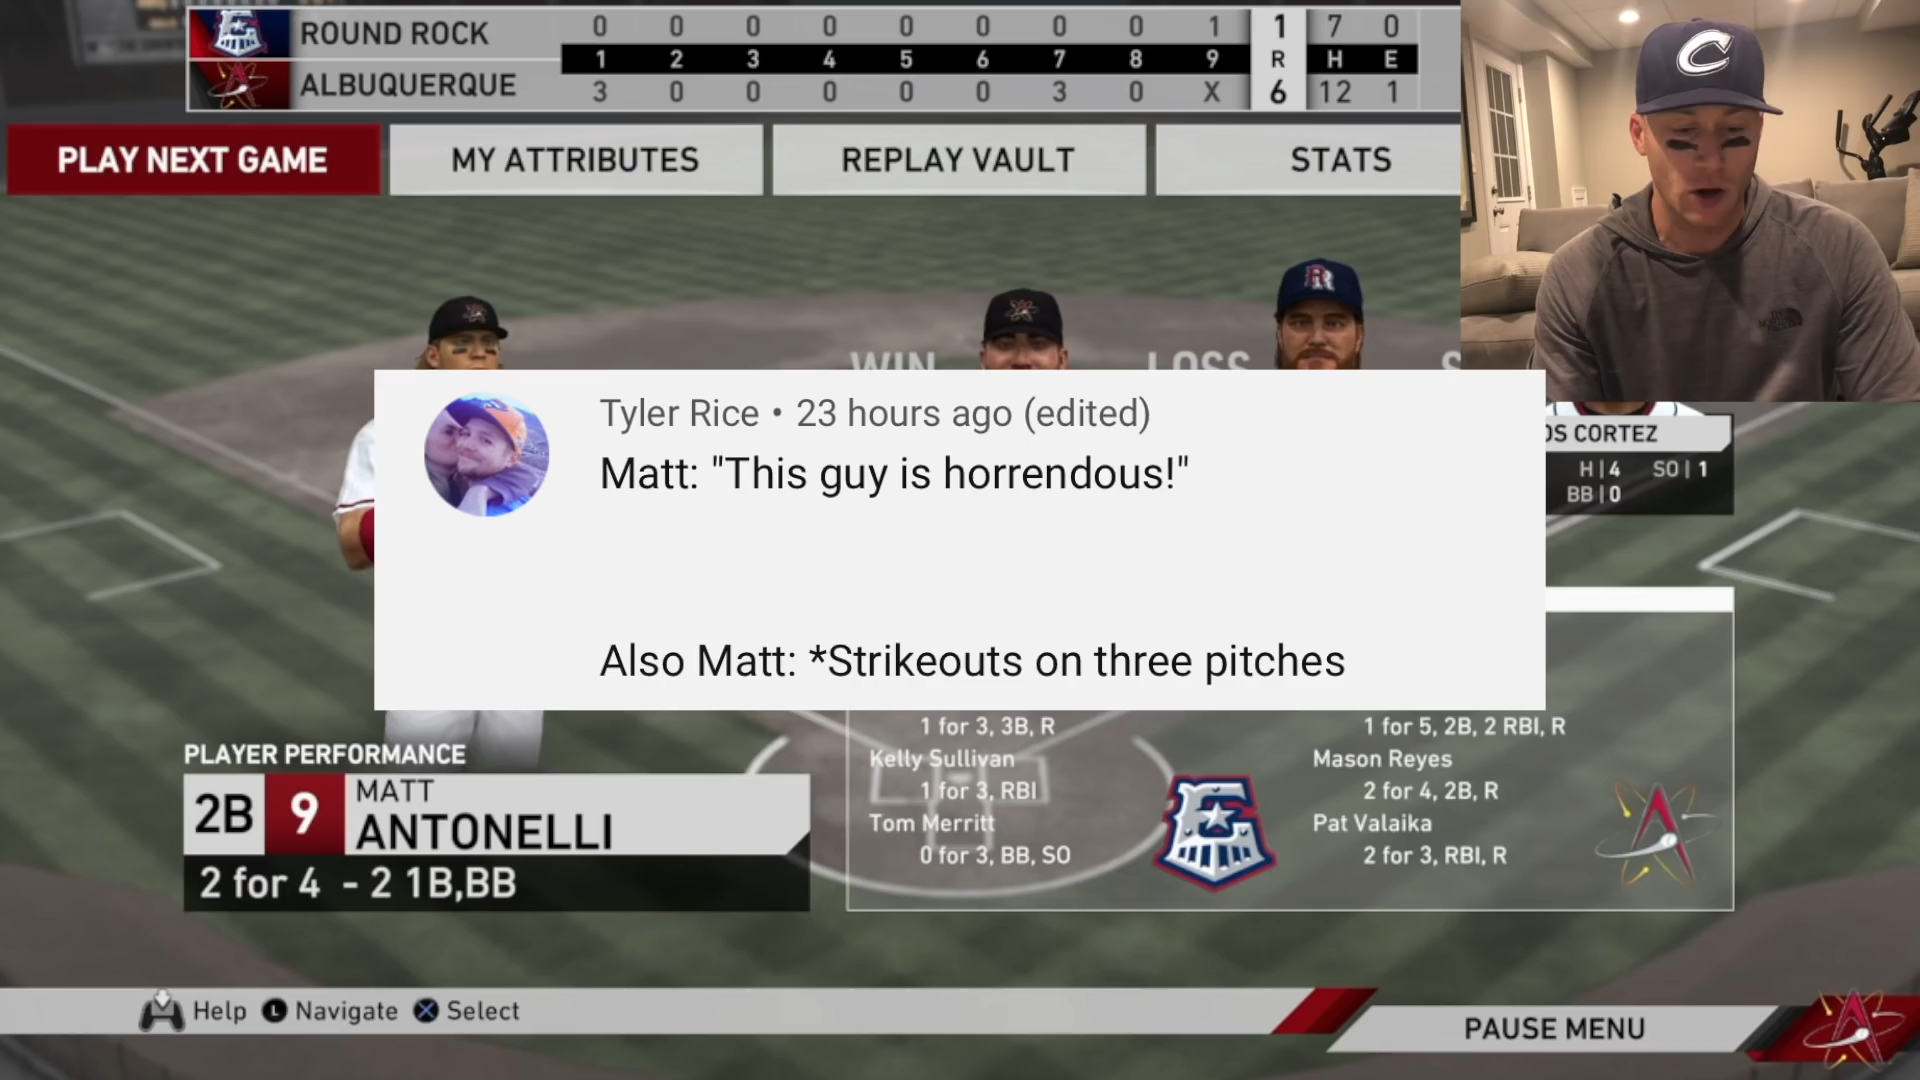 ROUND ROCK 0 0 0 0 0 0 0 0 1 1 7 0
1 2 3 4 5 6 7 8 9 R H E
ALBUQUERQUE 3 0 0 0 0 0 3 0 X 6 12 1
PLAY NEXT GAME MY ATTRIBUTES REPLAY VAULT STATS
WIN LOSS
Tyler Rice • 23 hours ago (edited)
Matt: "This guy is horrendous!"
Also Matt: *Strikeouts on three pitches
CORTEZ
H|4 SO|1
BB|0
1 for 3, 3B, R
Kelly Sullivan
1 for 3, RBI
Tom Merritt
0 for 3, BB, SO
1 for 5, 2B, 2 RBI, R
Mason Reyes
2 for 4, 2B, R
Pat Valaika
2 for 3, RBI, R
PLAYER PERFORMANCE
2B 9 MATT
ANTONELLI
2 for 4 - 2 1B,BB
Help L Navigate Select
PAUSE MENU